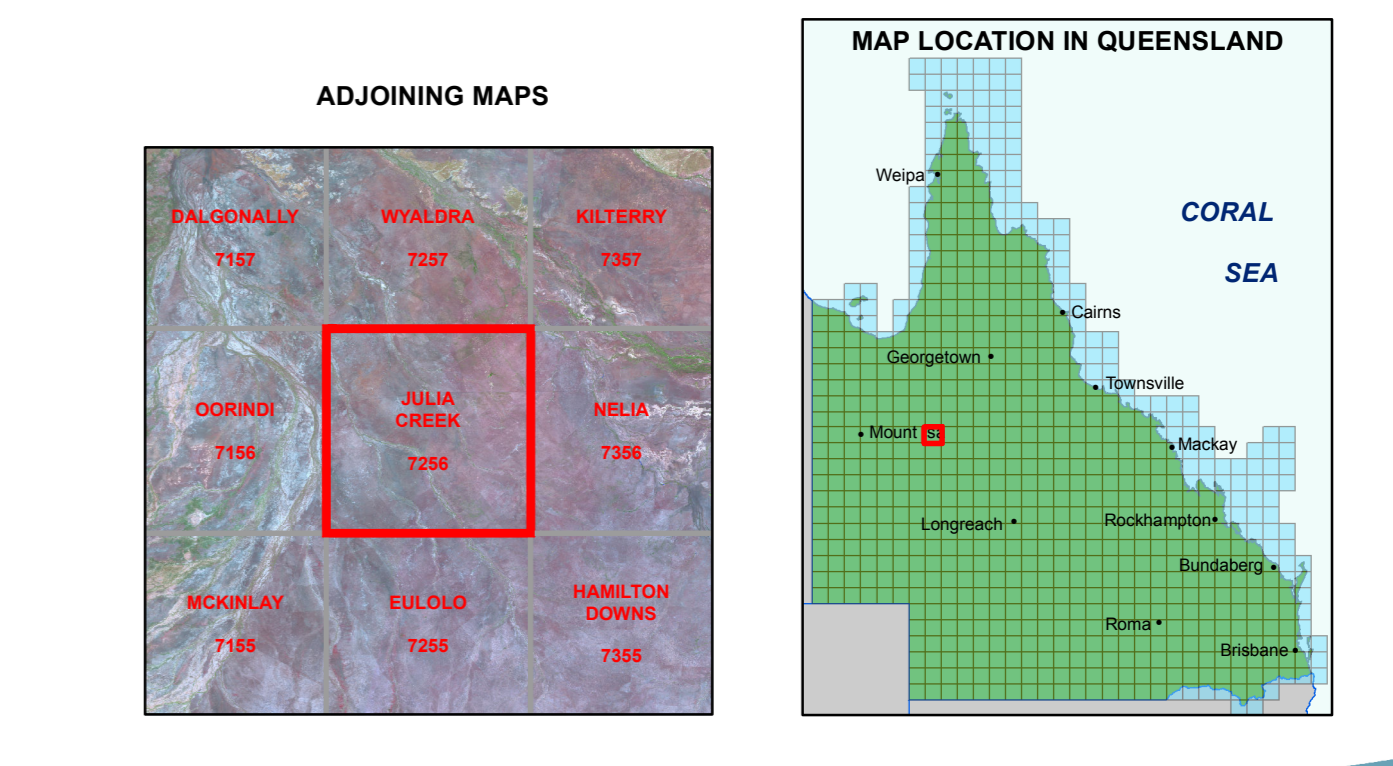 ADJOINING MAPS
DALGONALLY
7157
WYALDRA
7257
KILTERRY
7357
OORINDI
7156
JULIA
CREEK
7256
NELIA
7356
MCKINLAY
7155
EULOLO
7255
HAMILTON
DOWNS
7355
MAP LOCATION IN QUEENSLAND
Weipa
CORAL
SEA
Cairns
Georgetown
Townsville
Mount Isa
Mackay
Longreach
Rockhampton
Bundaberg
Roma
Brisbane